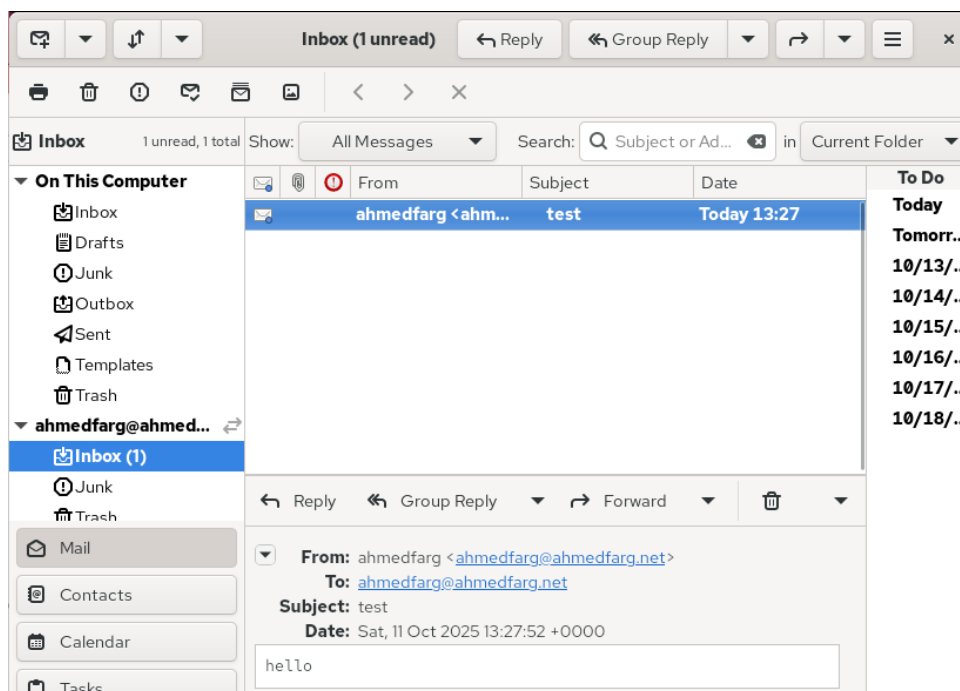 Inbox (1 unread) Reply Group Reply
Inbox 1 unread, 1 total Show: All Messages Search: Subject or Ad... in Current Folder
On This Computer
Inbox
Drafts
Junk
Outbox
Sent
Templates
Trash
ahmedfarg@ahmed...
Inbox (1)
Junk
Trash
Mail
Contacts
Calendar
Tasks
From Subject Date
ahmedfarg <ahm... test Today 13:27
Reply Group Reply Forward
From: ahmedfarg <ahmedfarg@ahmedfarg.net>
To: ahmedfarg@ahmedfarg.net
Subject: test
Date: Sat, 11 Oct 2025 13:27:52 +0000
hello
To Do
Today
Tomorr...
10/13/...
10/14/...
10/15/...
10/16/...
10/17/...
10/18/...